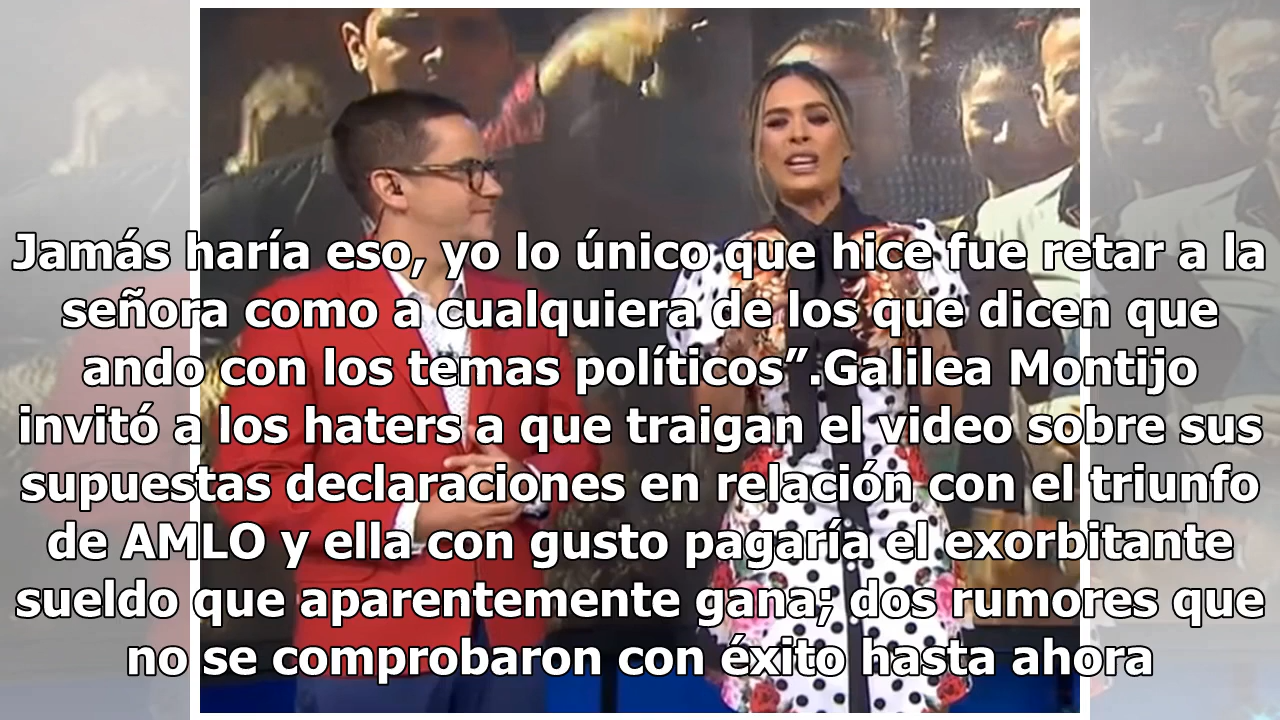 Jamás haría eso, yo lo único que hice fue retar a la
señora como a cualquiera de los que dicen que
ando con los temas políticos”.Galilea Montijo
invitó a los haters a que traigan el video sobre sus
supuestas declaraciones en relación con el triunfo
de AMLO y ella con gusto pagaría el exorbitante
sueldo que aparentemente gana; dos rumores que
no se comprobaron con éxito hasta ahora